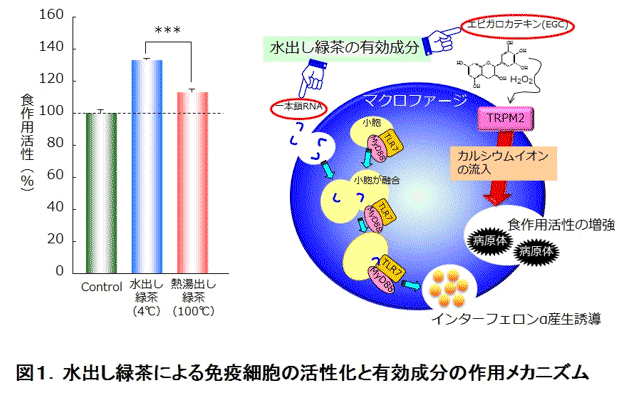 160
140
120
100
80
60
40
20
0
食作用活性（%）
***
Control
水出し
緑茶
（4℃）
熱湯出し
緑茶
（100℃）
エピガロカテキン(EGC)
水出し緑茶の有効成分
OH
OH
OH
HO
OH
OH
H₂O₂
一本鎖RNA
マクロファージ
TRPM2
小胞
TLR7
MyD88
カルシウムイオン
の流入
小胞が融合
TLR7
MyD88
食作用活性の増強
病原体
病原体
TLR7
MyD88
インターフェロンα産生誘導
図1．水出し緑茶による免疫細胞の活性化と有効成分の作用メカニズム